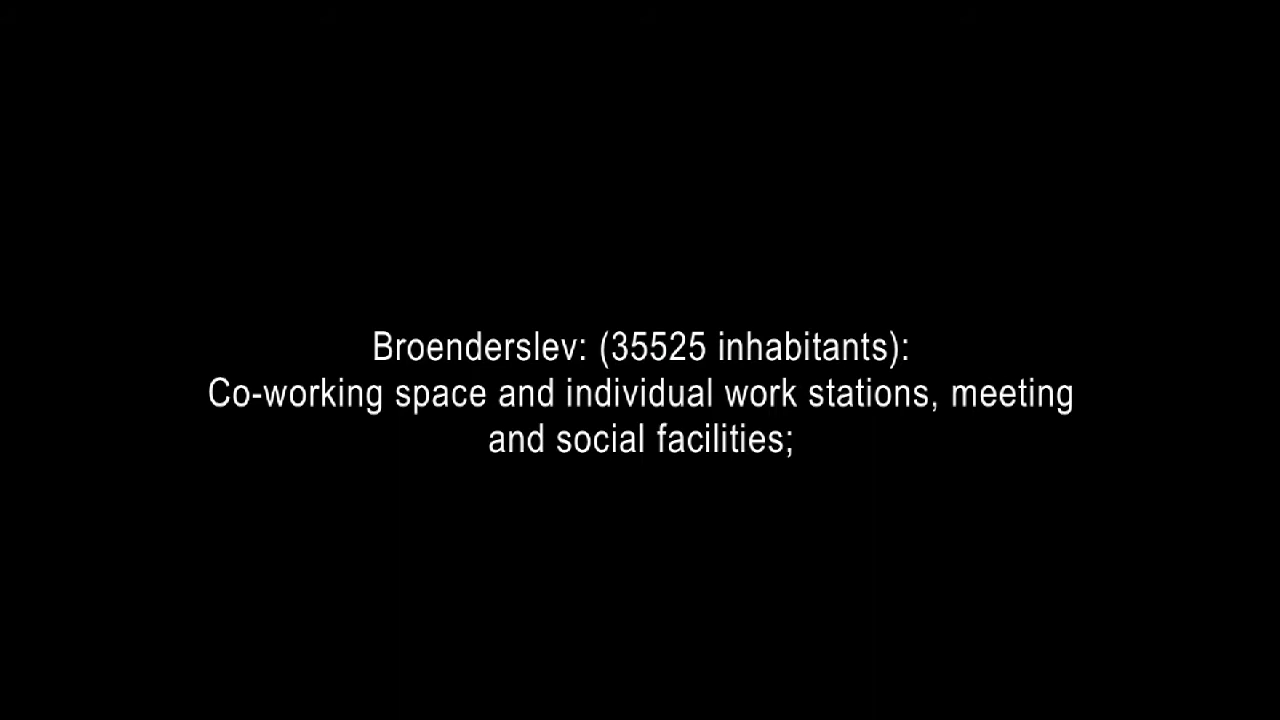 Broenderslev: (35525 inhabitants):
Co-working space and individual work stations, meeting
and social facilities;